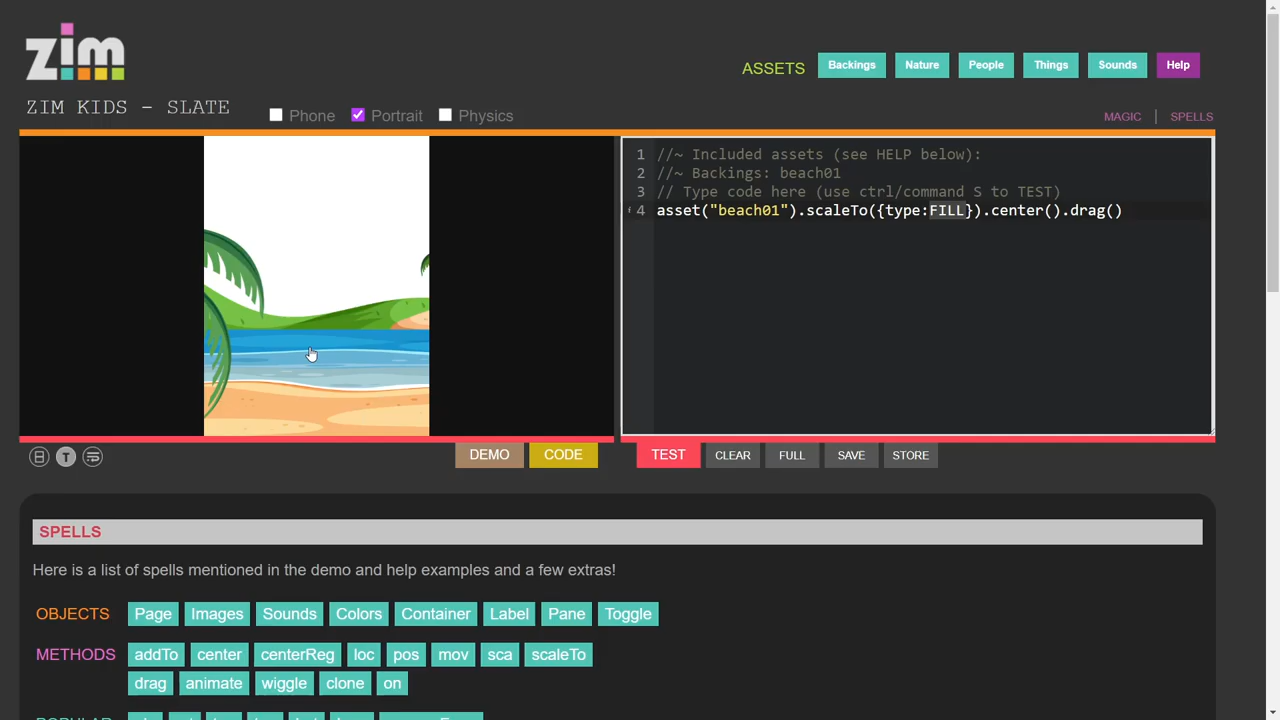 zim
ASSETS Backings Nature People Things Sounds Help
ZIM KIDS - SLATE Phone Portrait Physics
MAGIC | SPELLS
1 //~ Included assets (see HELP below):
2 //~ Backings: beach01
3 // Type code here (use ctrl/command S to TEST)
4 asset("beach01").scaleTo({type:FILL}).center().drag()
T DEMO CODE TEST CLEAR FULL SAVE STORE
SPELLS
Here is a list of spells mentioned in the demo and help examples and a few extras!
OBJECTS Page Images Sounds Colors Container Label Pane Toggle
METHODS addTo center centerReg loc pos mov sca scaleTo
drag animate wiggle clone on